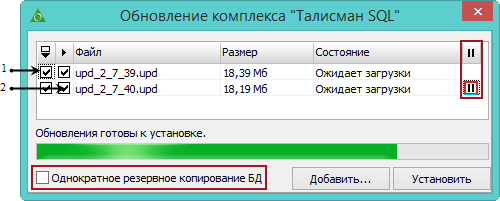 Обновление комплекса "Талисман SQL"
Файл Размер Состояние
1 upd_2_7_39.upd 18,39 Мб Ожидает загрузки
2 upd_2_7_40.upd 18,19 Мб Ожидает загрузки
Обновления готовы к установке.
Однократное резервное копирование БД Добавить... Установить